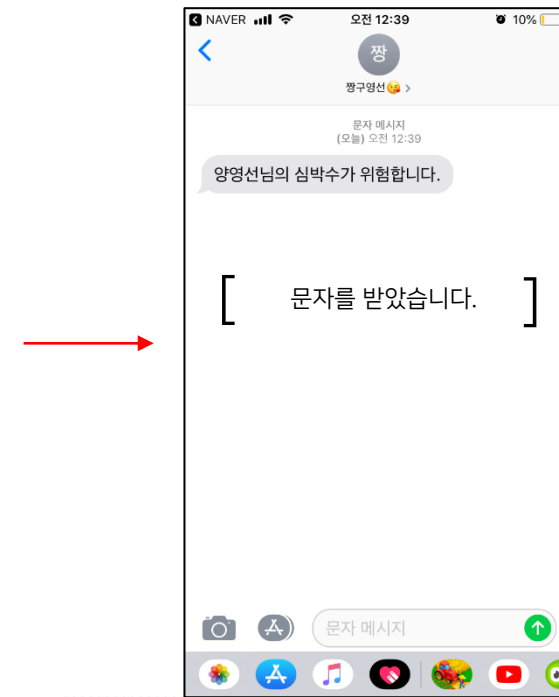 NAVER
오전 12:39
10%
짱
짱구영선😘 >
문자 메시지
(오늘) 오전 12:39
양영선님의 심박수가 위험합니다.
[ 문자를 받았습니다. ]
문자 메시지